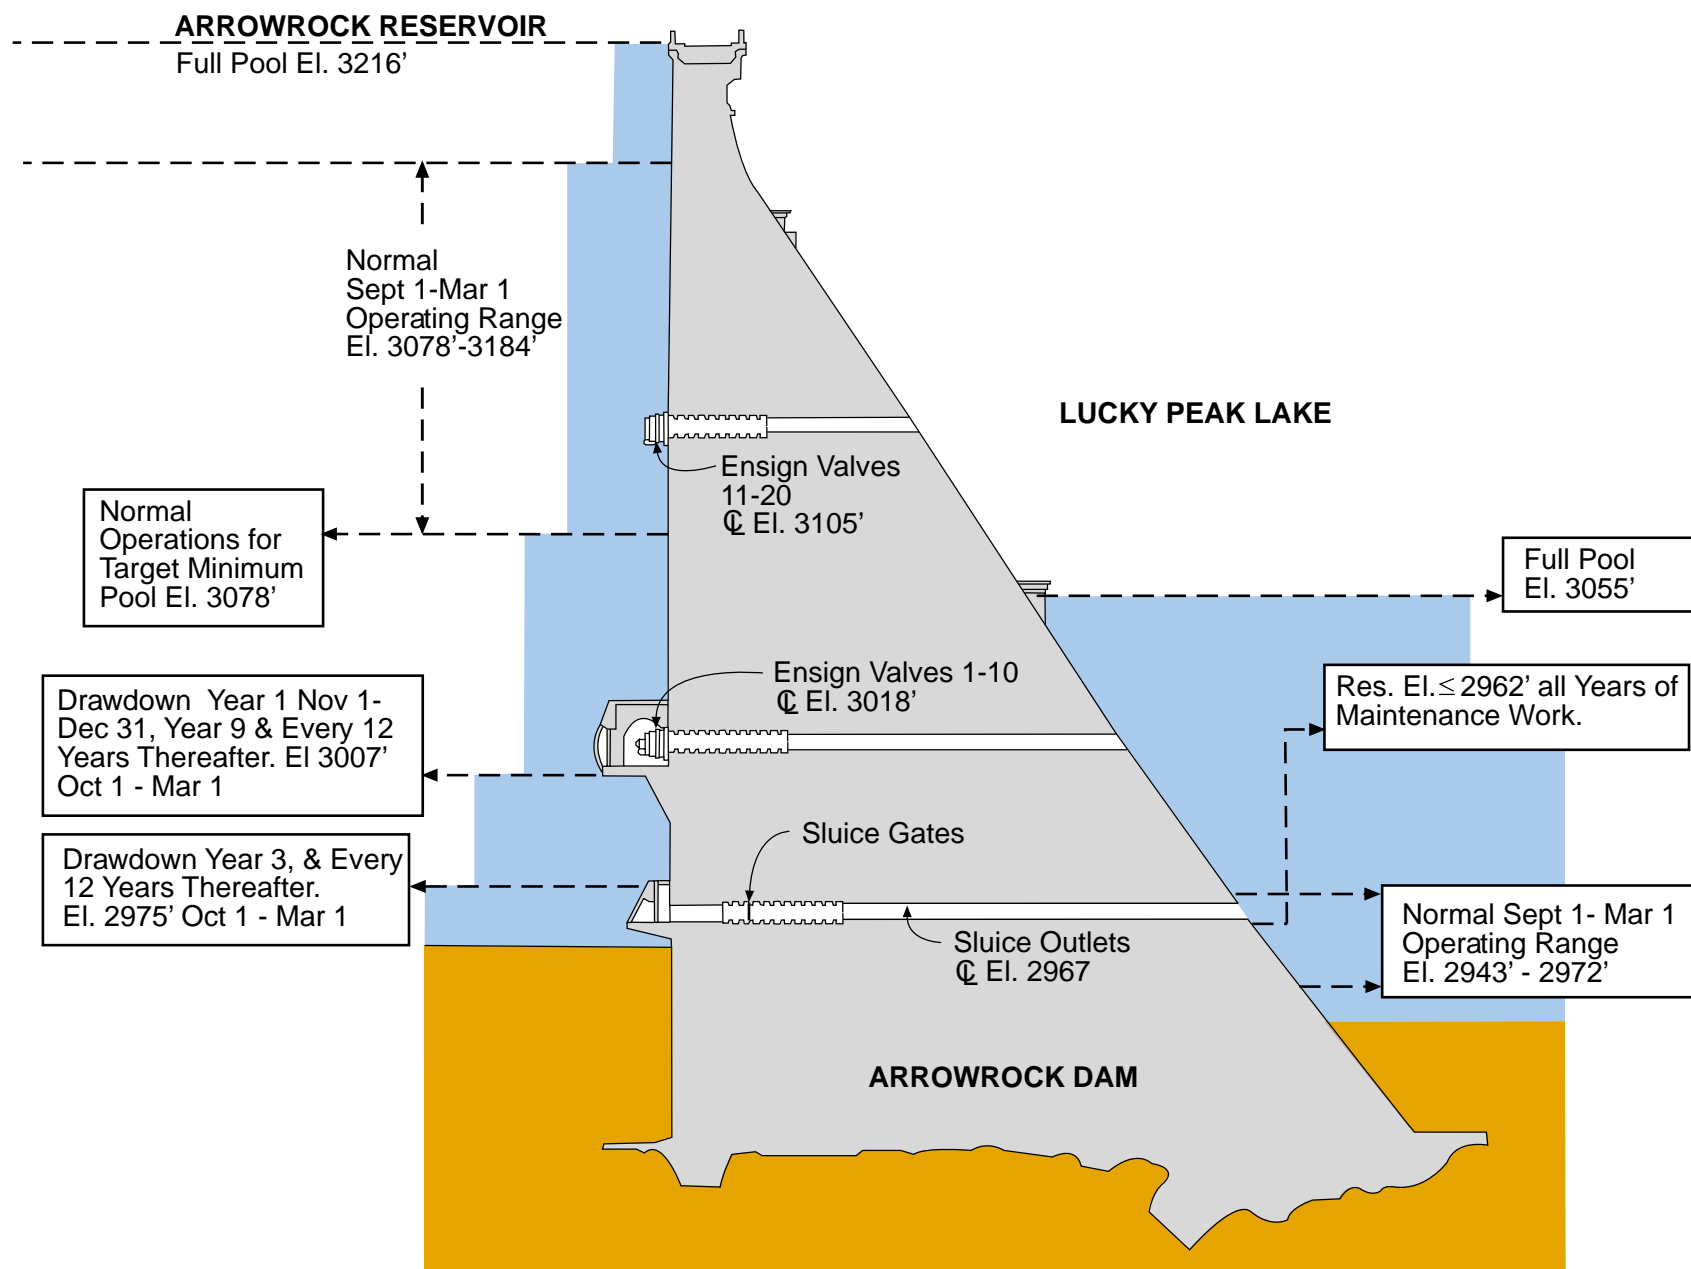 ARROWROCK RESERVOIR
Full Pool El. 3216’
Normal
Sept 1-Mar 1
Operating Range
El. 3078’-3184’
LUCKY PEAK LAKE
Ensign Valves
11-20
℄ El. 3105’
Normal
Operations for
Target Minimum
Pool El. 3078’
Full Pool
El. 3055’
Ensign Valves 1-10
℄ El. 3018’
Res. El.≤ 2962’ all Years of
Maintenance Work.
Drawdown Year 1 Nov 1-
Dec 31, Year 9 & Every 12
Years Thereafter. El 3007’
Oct 1 - Mar 1
Sluice Gates
Drawdown Year 3, & Every
12 Years Thereafter.
El. 2975’ Oct 1 - Mar 1
Normal Sept 1- Mar 1
Operating Range
El. 2943’ - 2972’
Sluice Outlets
℄ El. 2967
ARROWROCK DAM